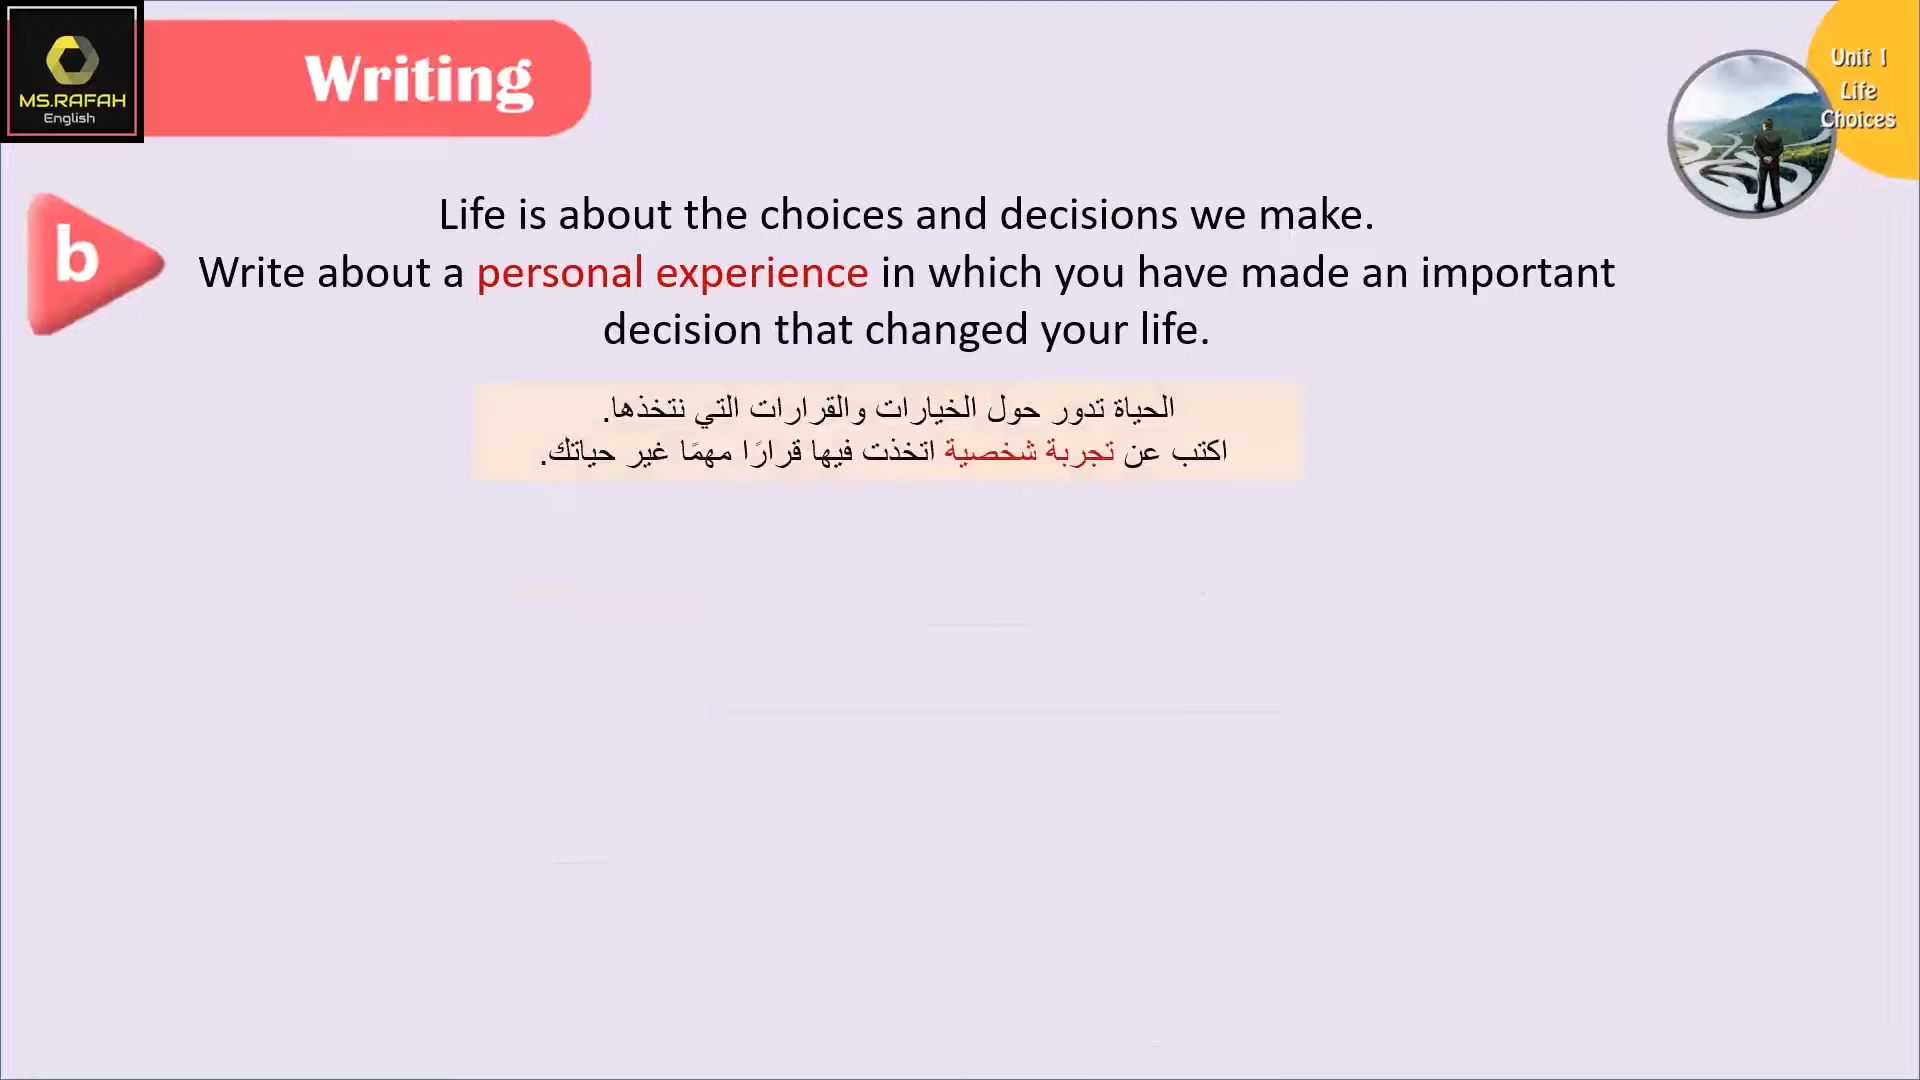 MS.RAFAH
English
Writing
Unit 1
Life
Choices
b
Life is about the choices and decisions we make.
Write about a personal experience in which you have made an important
decision that changed your life.
الحياة تدور حول الخيارات والقرارات التي نتخذها.
اكتب عن تجربة شخصية اتخذت فيها قرارًا مهمًا غير حياتك.